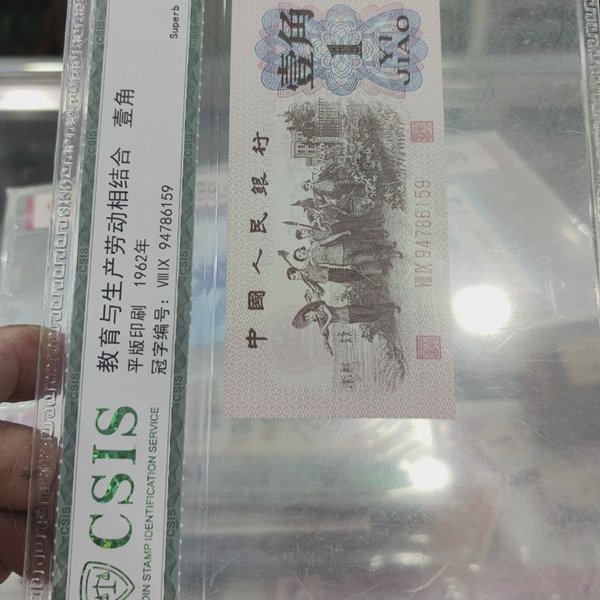 CSIS
OIN STAMP IDENTIFICATION SERVICE
教育与生产劳动相结合 壹角
平版印刷 1962年
冠字编号: VIII IX 94786159
Superb
中國人民銀行
壹角
1
YI
JIAO
VIII IX 94786159